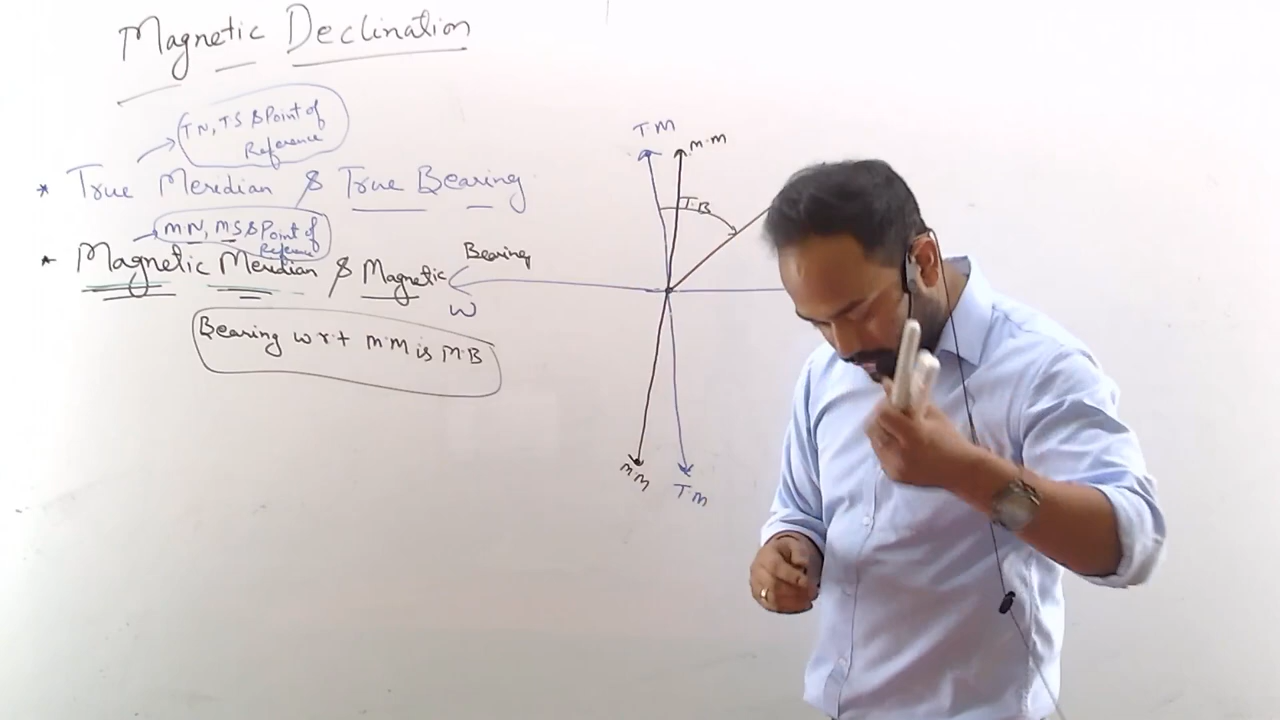 Magnetic Declination
TN, TS & Point of
Reference
* True Meridian & True Bearing
MN, MS & Point of
Reference
* Magnetic Meridian & Magnetic
Bearing
W
Bearing w r t M.M is M.B
T.M
M.M
T.B
M.M
T.M